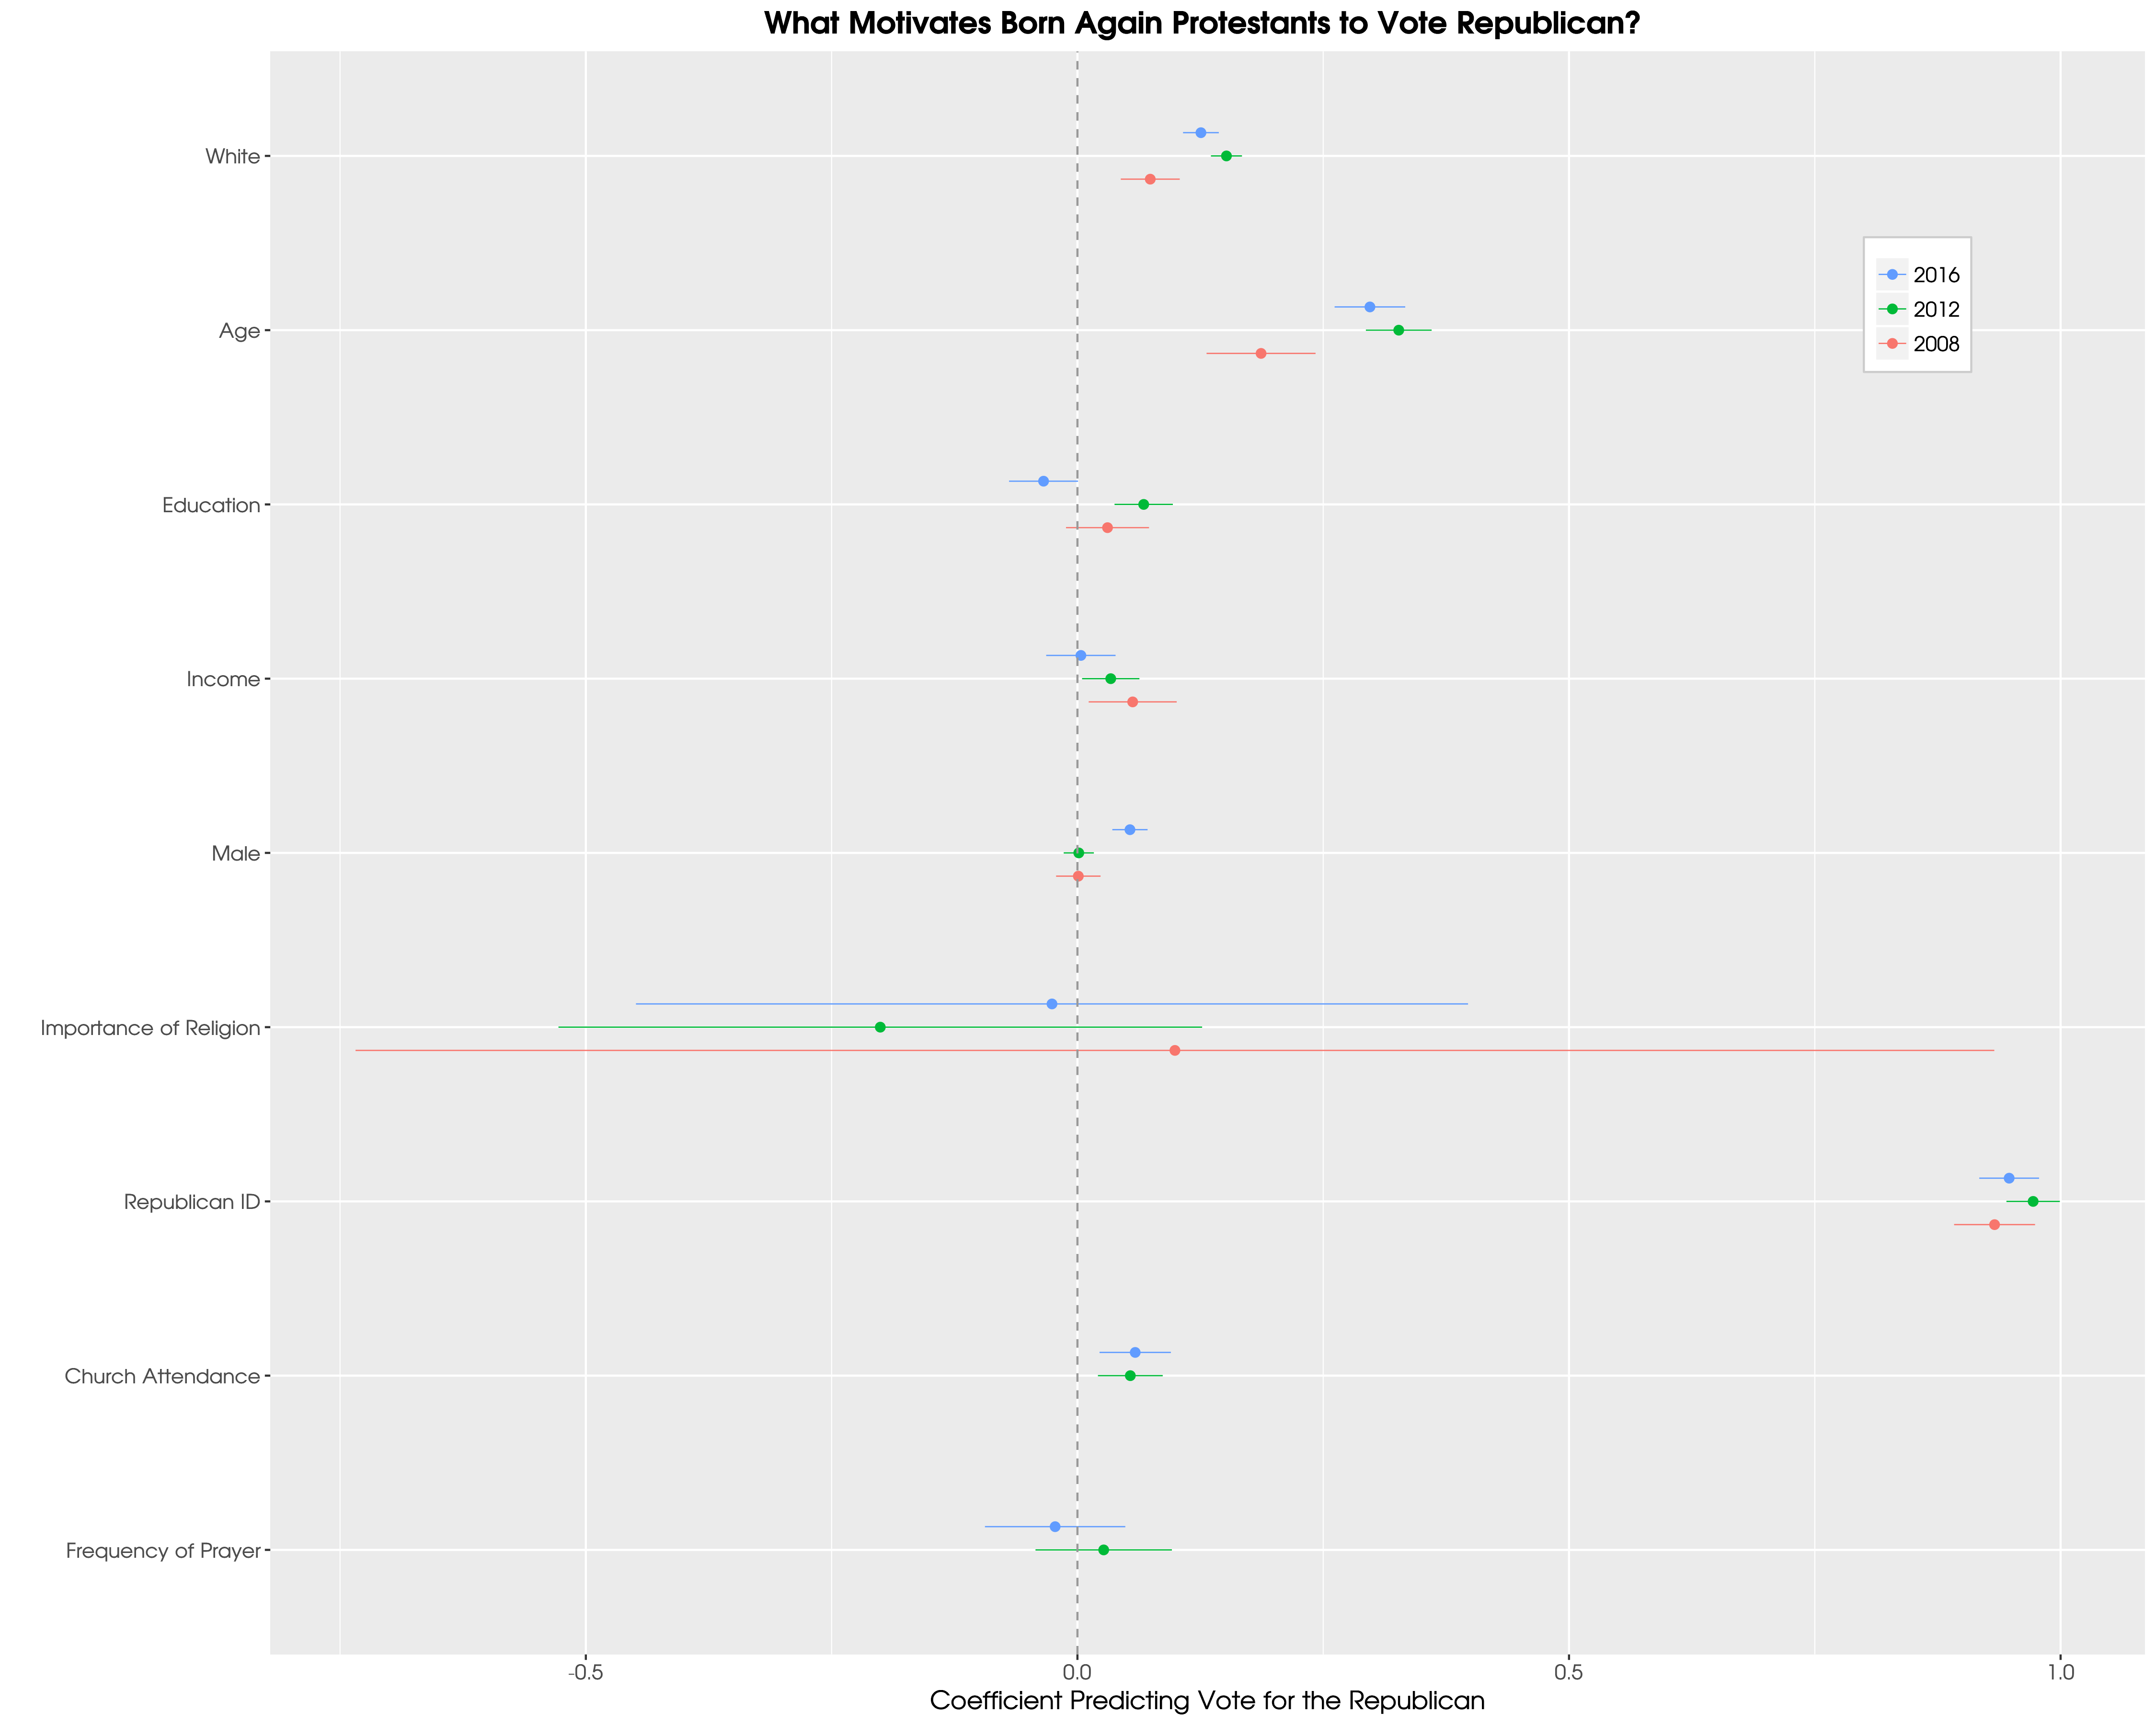 What Motivates Born Again Protestants to Vote Republican?
White
Age
2016
2012
2008
Education
Income
Male
Importance of Religion
Republican ID
Church Attendance
Frequency of Prayer
-0.5 0.0 0.5 1.0
Coefficient Predicting Vote for the Republican